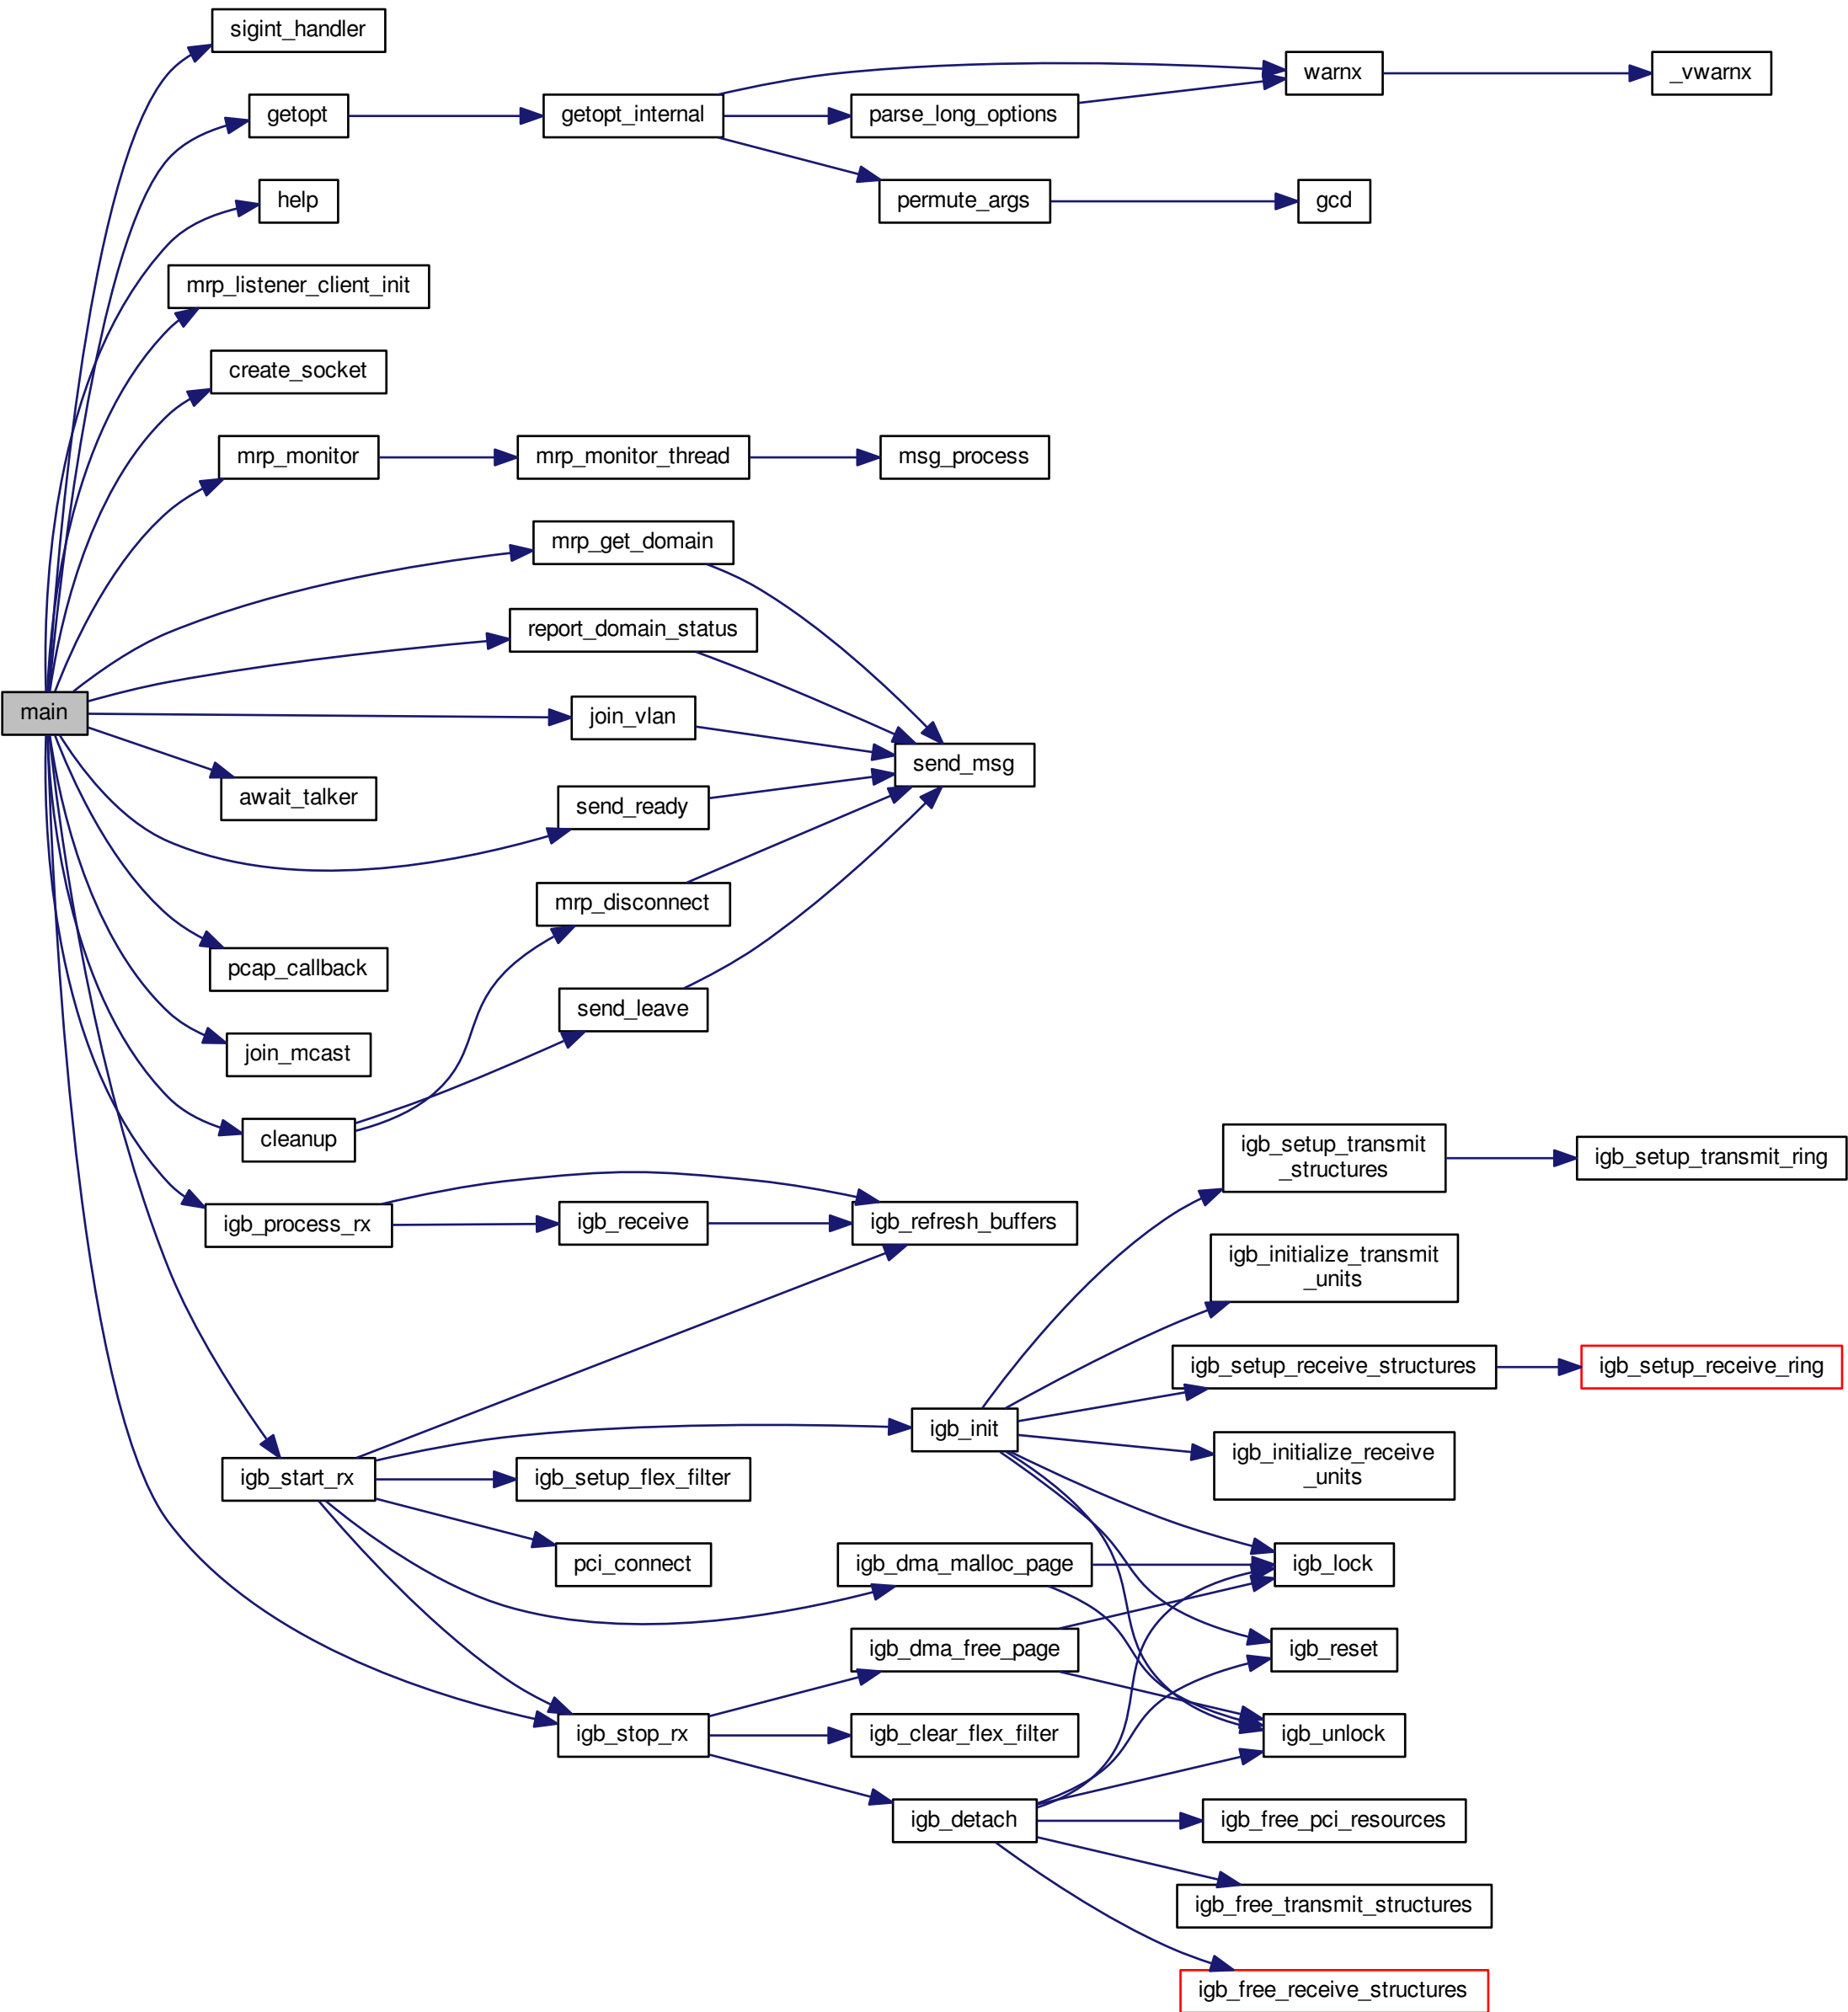 sigint_handler
getopt
getopt_internal
warnx
_vwarnx
parse_long_options
help
permute_args
gcd
mrp_listener_client_init
create_socket
mrp_monitor
mrp_monitor_thread
msg_process
mrp_get_domain
report_domain_status
main
join_vlan
send_msg
await_talker
send_ready
mrp_disconnect
pcap_callback
send_leave
join_mcast
cleanup
igb_setup_transmit
_structures
igb_setup_transmit_ring
igb_process_rx
igb_receive
igb_refresh_buffers
igb_initialize_transmit
_units
igb_setup_receive_structures
igb_setup_receive_ring
igb_init
igb_start_rx
igb_setup_flex_filter
igb_initialize_receive
_units
pci_connect
igb_dma_malloc_page
igb_lock
igb_dma_free_page
igb_reset
igb_stop_rx
igb_clear_flex_filter
igb_unlock
igb_detach
igb_free_pci_resources
igb_free_transmit_structures
igb_free_receive_structures